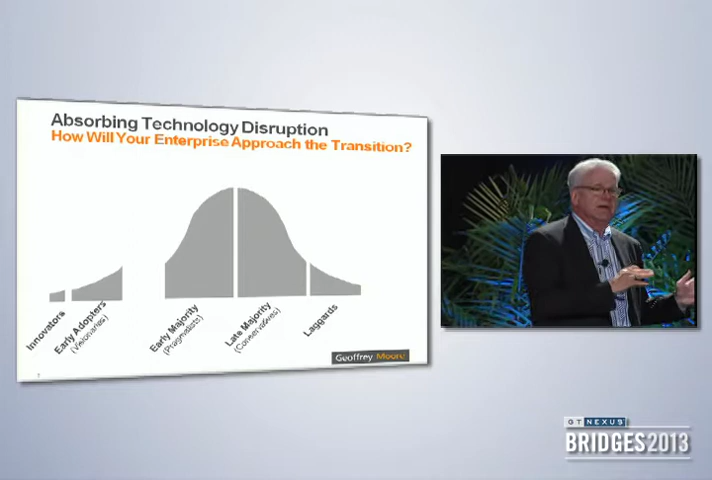 Absorbing Technology Disruption
How Will Your Enterprise Approach the Transition?
Innovators
Early Adopters
(Visionaries)
Early Majority
(Pragmatists)
Late Majority
(Conservatives)
Laggards
Geoffrey Moore
GT NEXUS
BRIDGES2013